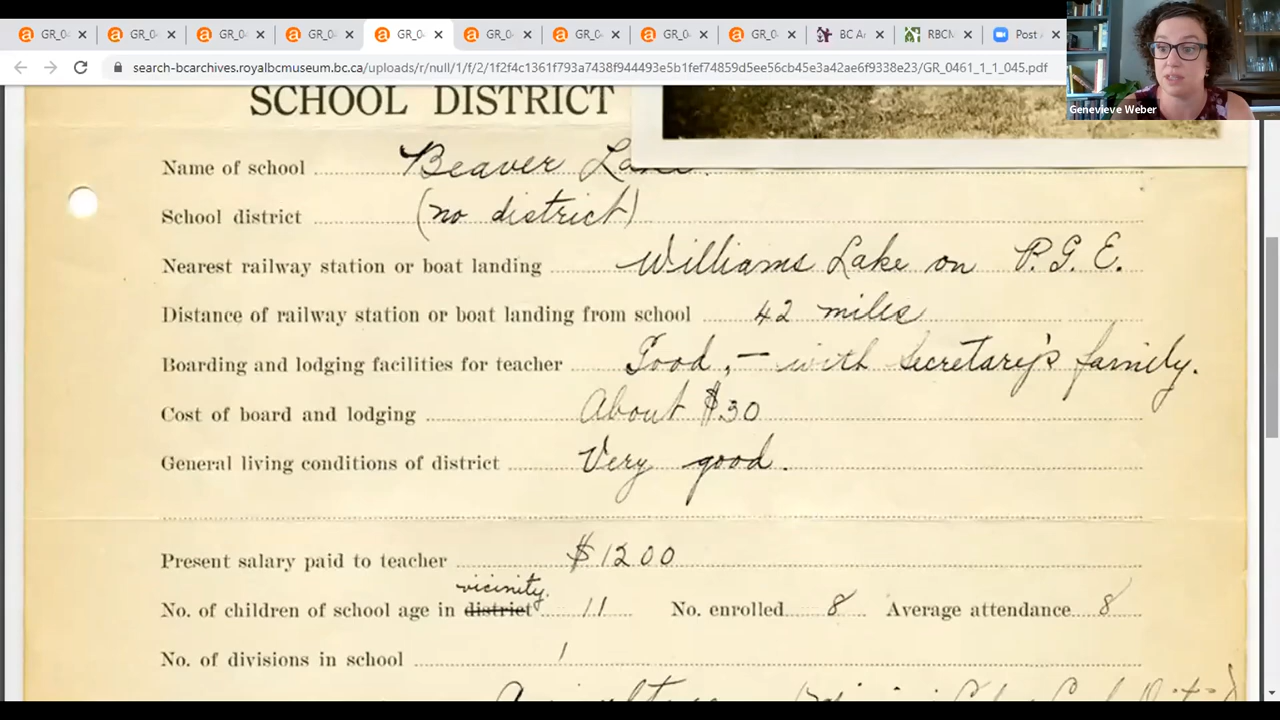 GR_0 GR_0 GR_0 GR_0 GR_0 GR_0 GR_0 GR_0 GR_0 BC A RBCM Post
search-bcarchives.royalbcmuseum.bc.ca/uploads/r/null/1/f/2/1f2f4c1361f793a7438f944493e5b1fef74859d5ee56cb45e3a42ae6f9338e23/GR_0461_1_1_045.pdf
Genevieve Weber
SCHOOL DISTRICT
Name of school Beaver Lake.
School district (no district)
Nearest railway station or boat landing Williams Lake on P.G.E.
Distance of railway station or boat landing from school 42 miles
Boarding and lodging facilities for teacher Good, — with Secretary's family.
Cost of board and lodging About $30
General living conditions of district Very good.
Present salary paid to teacher $1200
vicinity.
No. of children of school age in district 11 No. enrolled 8 Average attendance 8
No. of divisions in school 1